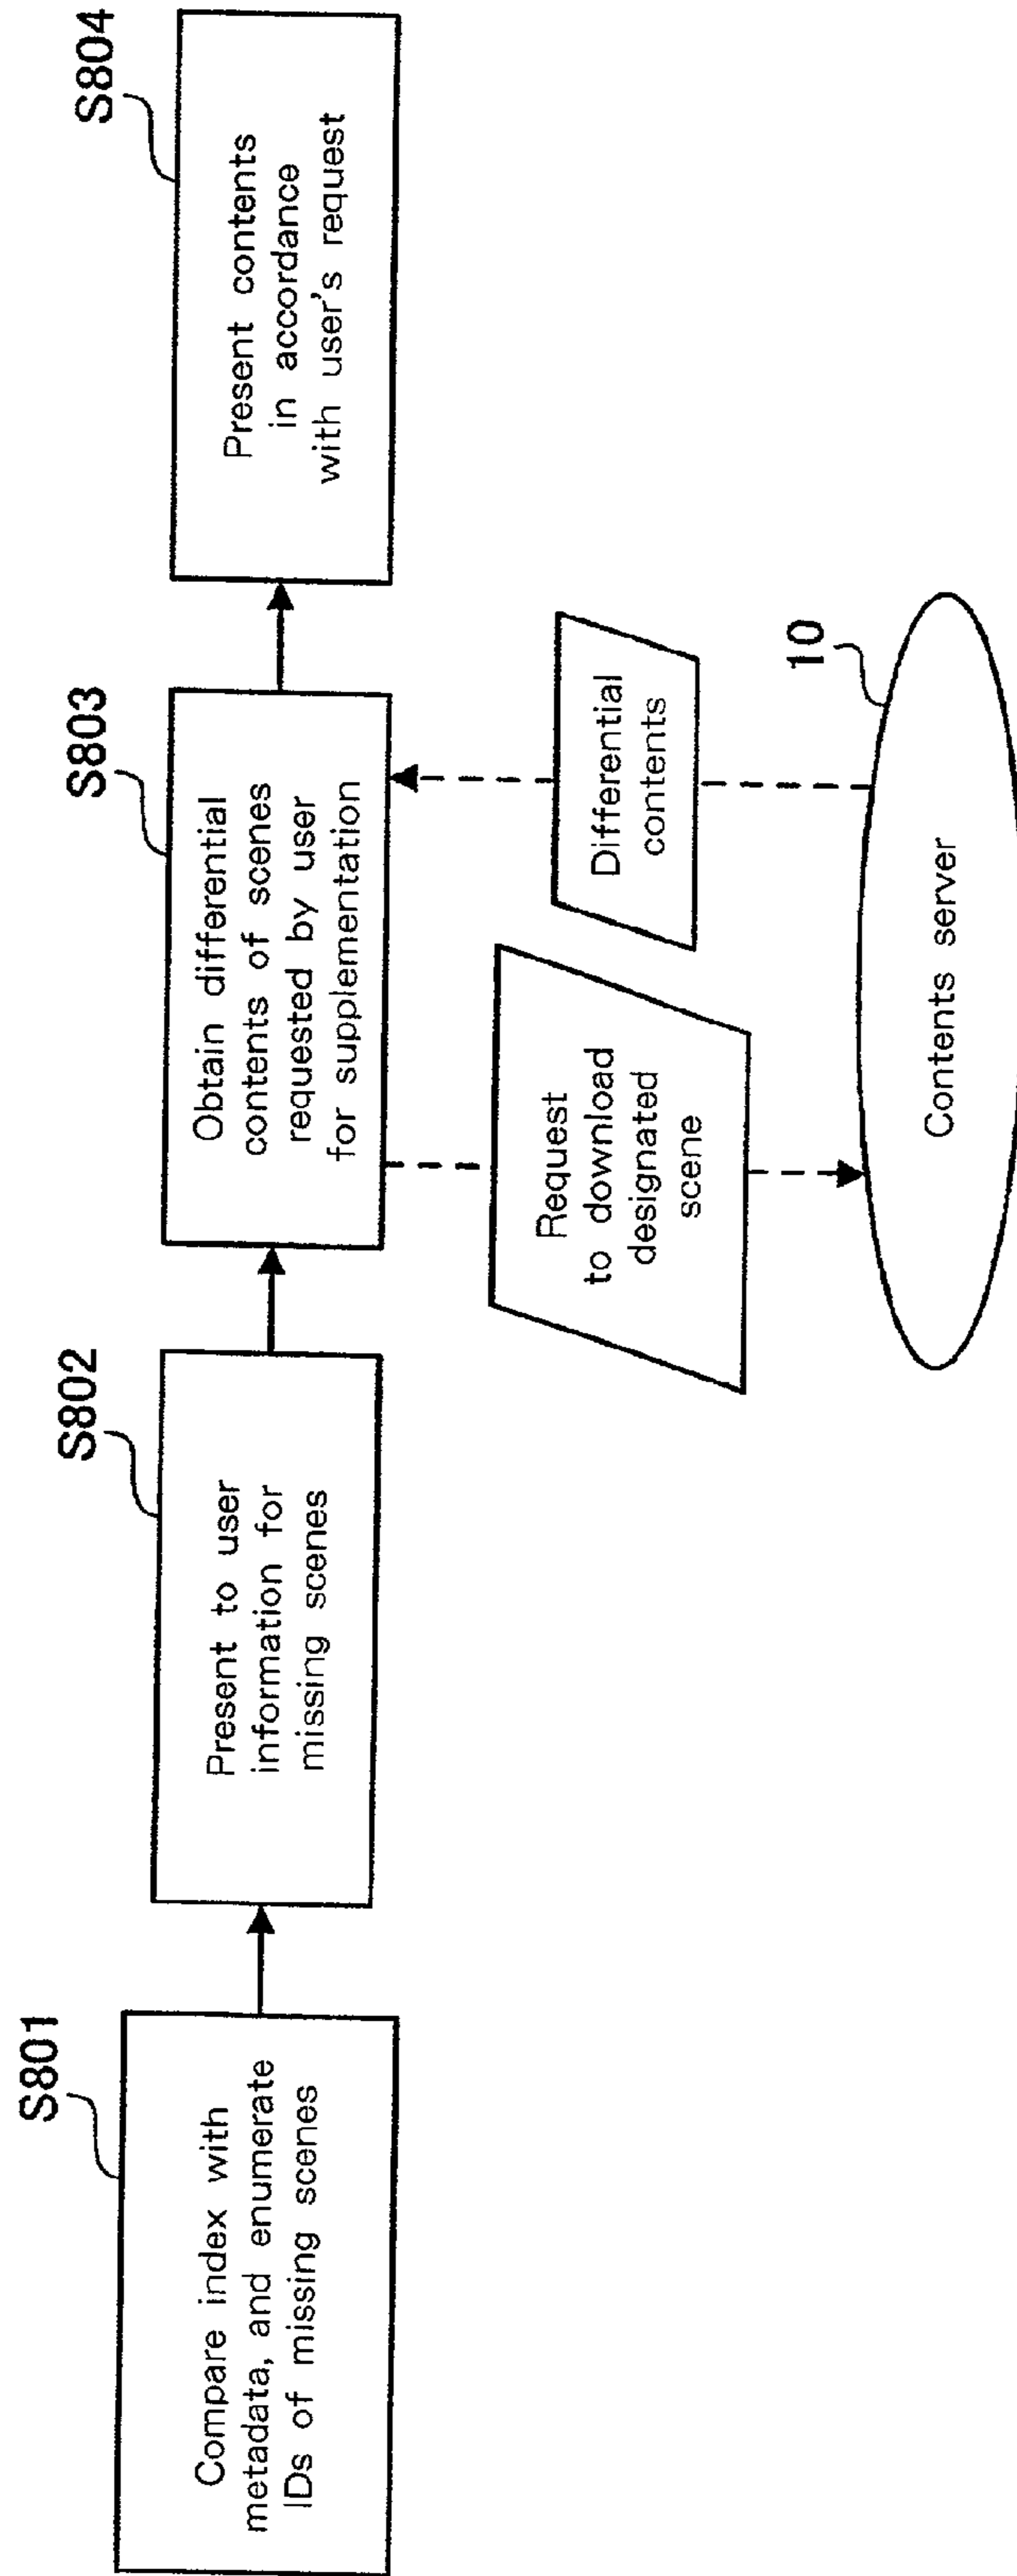 S801
Compare index with
metadata, and enumerate
IDs of missing scenes
S802
Present to user
information for
missing scenes
S803
Obtain differential
contents of scenes
requested by user
for supplementation
S804
Present contents
in accordance
with user's request
Request
to download
designated
scene
Differential
contents
10
Contents server